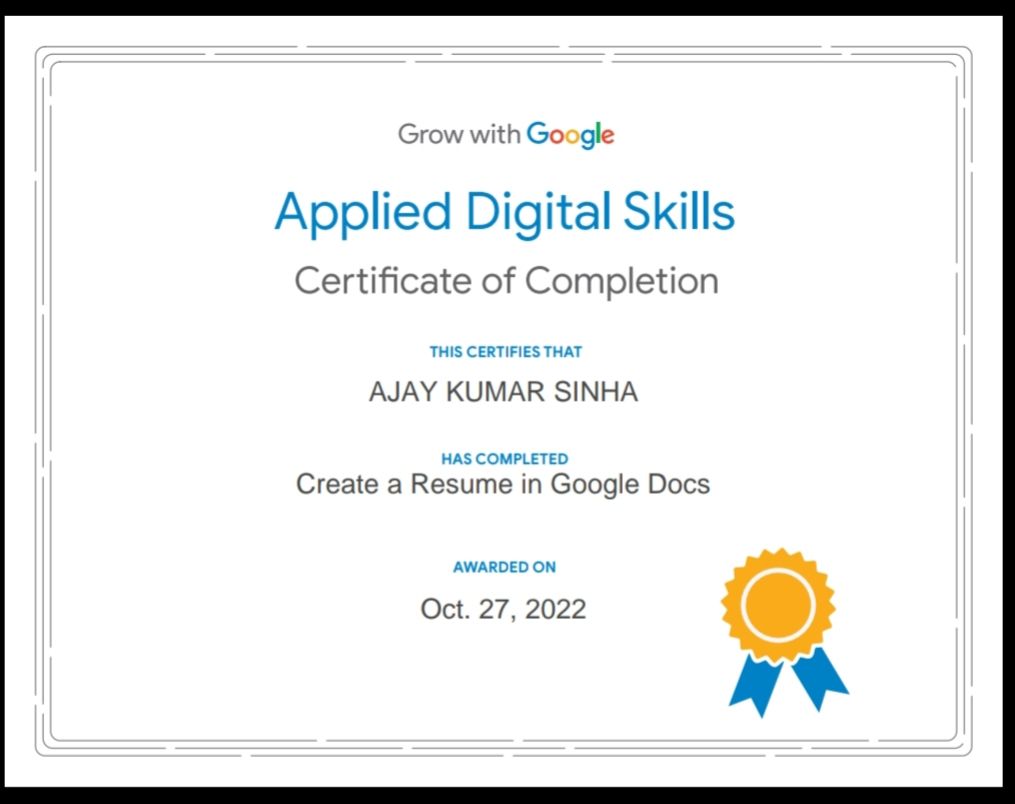 Grow with Google
Applied Digital Skills
Certificate of Completion
THIS CERTIFIES THAT
AJAY KUMAR SINHA
HAS COMPLETED
Create a Resume in Google Docs
AWARDED ON
Oct. 27, 2022